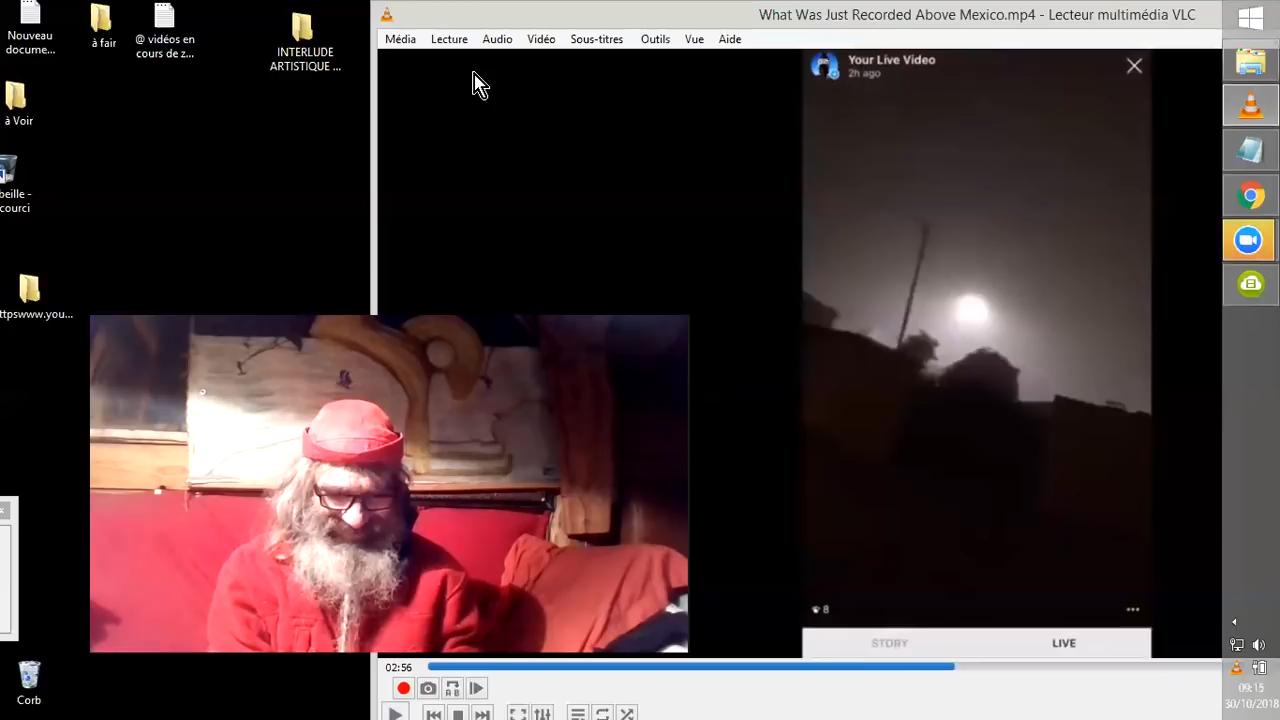 Nouveau
docume...
à fair
@ vidéos en
cours de z...
INTERLUDE
ARTISTIQUE ...
à Voir
beille -
courci
ttpswww.you...
Corb
What Was Just Recorded Above Mexico.mp4 - Lecteur multimédia VLC
Média Lecture Audio Vidéo Sous-titres Outils Vue Aide
Your Live Video
2h ago
8
STORY LIVE
02:56
09:15
30/10/2018